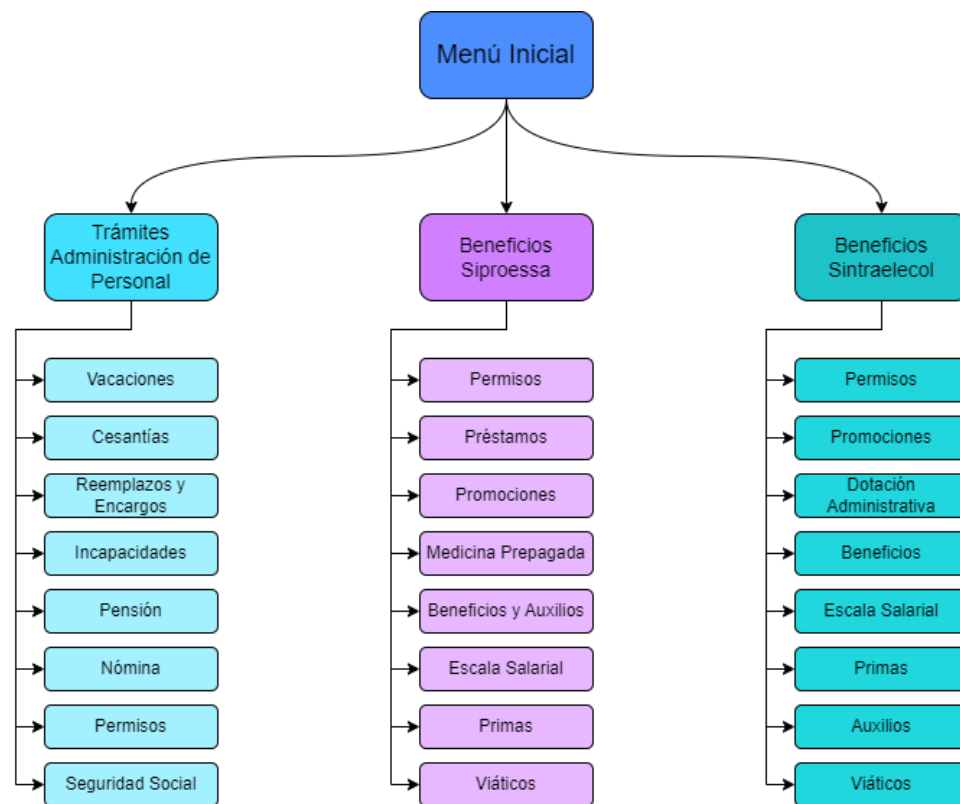 Menú Inicial
Trámites
Administración de
Personal
Beneficios
Siproessa
Beneficios
Sintraelecol
Vacaciones
Cesantías
Reemplazos y
Encargos
Incapacidades
Pensión
Nómina
Permisos
Seguridad Social
Permisos
Préstamos
Promociones
Medicina Prepagada
Beneficios y Auxilios
Escala Salarial
Primas
Viáticos
Permisos
Promociones
Dotación
Administrativa
Beneficios
Escala Salarial
Primas
Auxilios
Viáticos